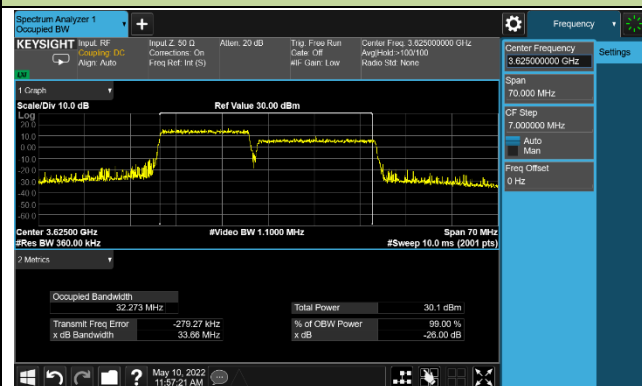 Spectrum Analyzer 1
Occupied BW
+
Frequency
KEYSIGHT
Input: RF
Coupling: DC
Align: Auto
Input Z: 50 Ω
Corrections: On
Freq Ref: Int (S)
Atten: 20 dB
Trig: Free Run
Gate: Off
#IF Gain: Low
Center Freq: 3.625000000 GHz
Avg|Hold:>100/100
Radio Std: None
LM
Center Frequency
3.625000000 GHz
Settings
Span
70.000 MHz
CF Step
7.000000 MHz
Auto
Man
Freq Offset
0 Hz
1 Graph
Scale/Div 10.0 dB
Ref Value 30.00 dBm
Log
20.0
10.0
0.00
-10.0
-20.0
-30.0
-40.0
-50.0
-60.0
Center 3.62500 GHz
#Video BW 1.1000 MHz
Span 70 MHz
#Res BW 360.00 kHz
#Sweep 10.0 ms (2001 pts)
2 Metrics
Occupied Bandwidth
32.273 MHz
Total Power
30.1 dBm
Transmit Freq Error
-279.27 kHz
% of OBW Power
99.00 %
x dB Bandwidth
33.66 MHz
x dB
-26.00 dB
?
May 10, 2022
11:57:21 AM